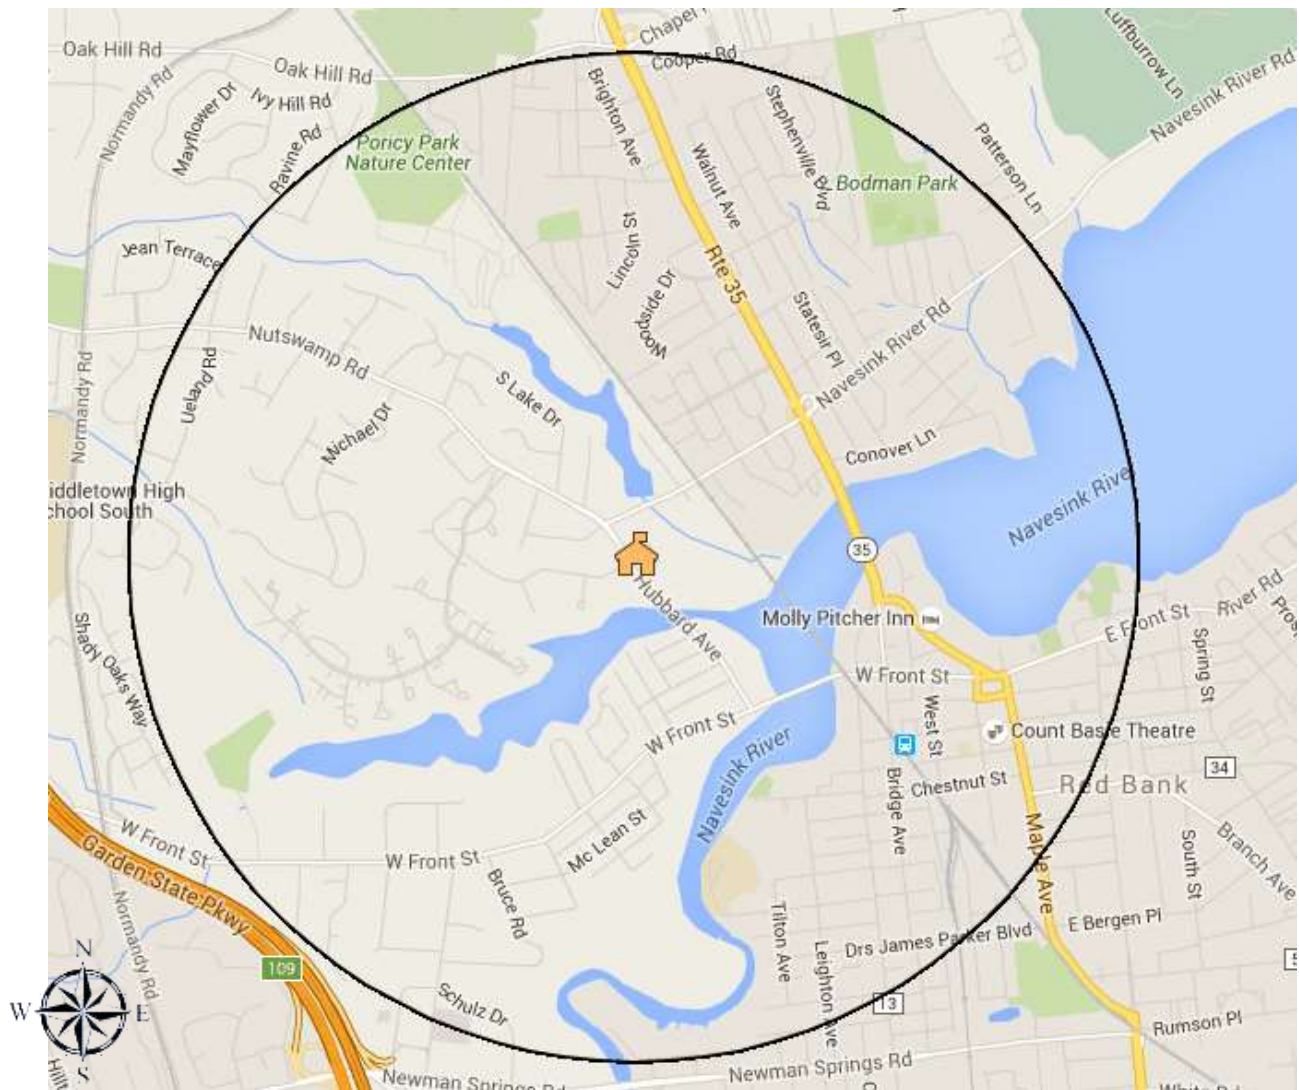 Chapel
Luffburrow Ln
Oak Hill Rd
Cooper Rd
Oak Hill Rd
Navesink River Rd
Normandy Rd
Mayflower Dr
Ivy Hill Rd
Brighton Ave
Stephenville Blvd
Poricy Park
Nature Center
Ravine Rd
Walnut Ave
Patterson Ln
Bodman Park
Lincoln St
yean Terrace
Rte 35
Woodside Dr
Statesir Pl
Nutswamp Rd
Navesink River Rd
Normandy Rd
Ueland Rd
S Lake Dr
Michael Dr
Conover Ln
iddletown High
chool South
Navesink River
35
Hubbard Ave
Molly Pitcher Inn
E Front St
River Rd
Prosp
Shady Oaks Way
Spring St
W Front St
West St
W Front St
Count Basie Theatre
Navesink River
34
Chestnut St
Red Bank
Bridge Ave
W Front St
Mc Lean St
Maple Ave
Branch Ave
Garden State Pkwy
W Front St
South St
Bruce Rd
Normandy Rd
Tilton Ave
E Bergen Pl
Drs James Parker Blvd
Leighton Ave
N
109
5
W
E
Schulz Dr
13
Rumson Pl
S
Newman Springs Rd
Newman Springs Rd